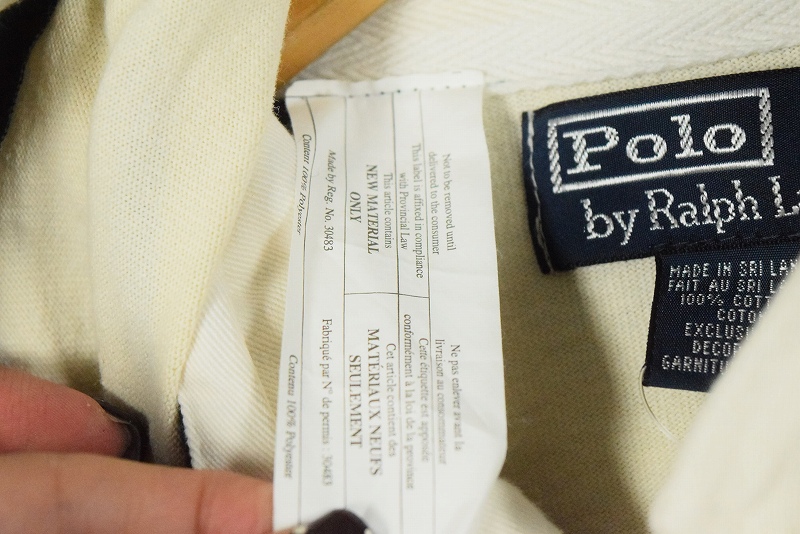 Not to be removed until
delivered to the consumer
This label is affixed in compliance
with Provincial Law
This article contains
NEW MATERIAL
ONLY
Made by Reg. No. 30483
Content 100% Polyester
Ne pas enlever avant la
livraison au consommateur
Cette étiquette est apposée
conformément à la loi de la province
Cet article contient des
MATÉRIAUX NEUFS
SEULEMENT
Fabriqué par N° de permis : 30483
Contenu 100% Polyester
Polo
by Ralph L
MADE IN SRI LAN
FAIT AU SRI L
100% COTT
COTO
EXCLUS
DECO
GARNITU